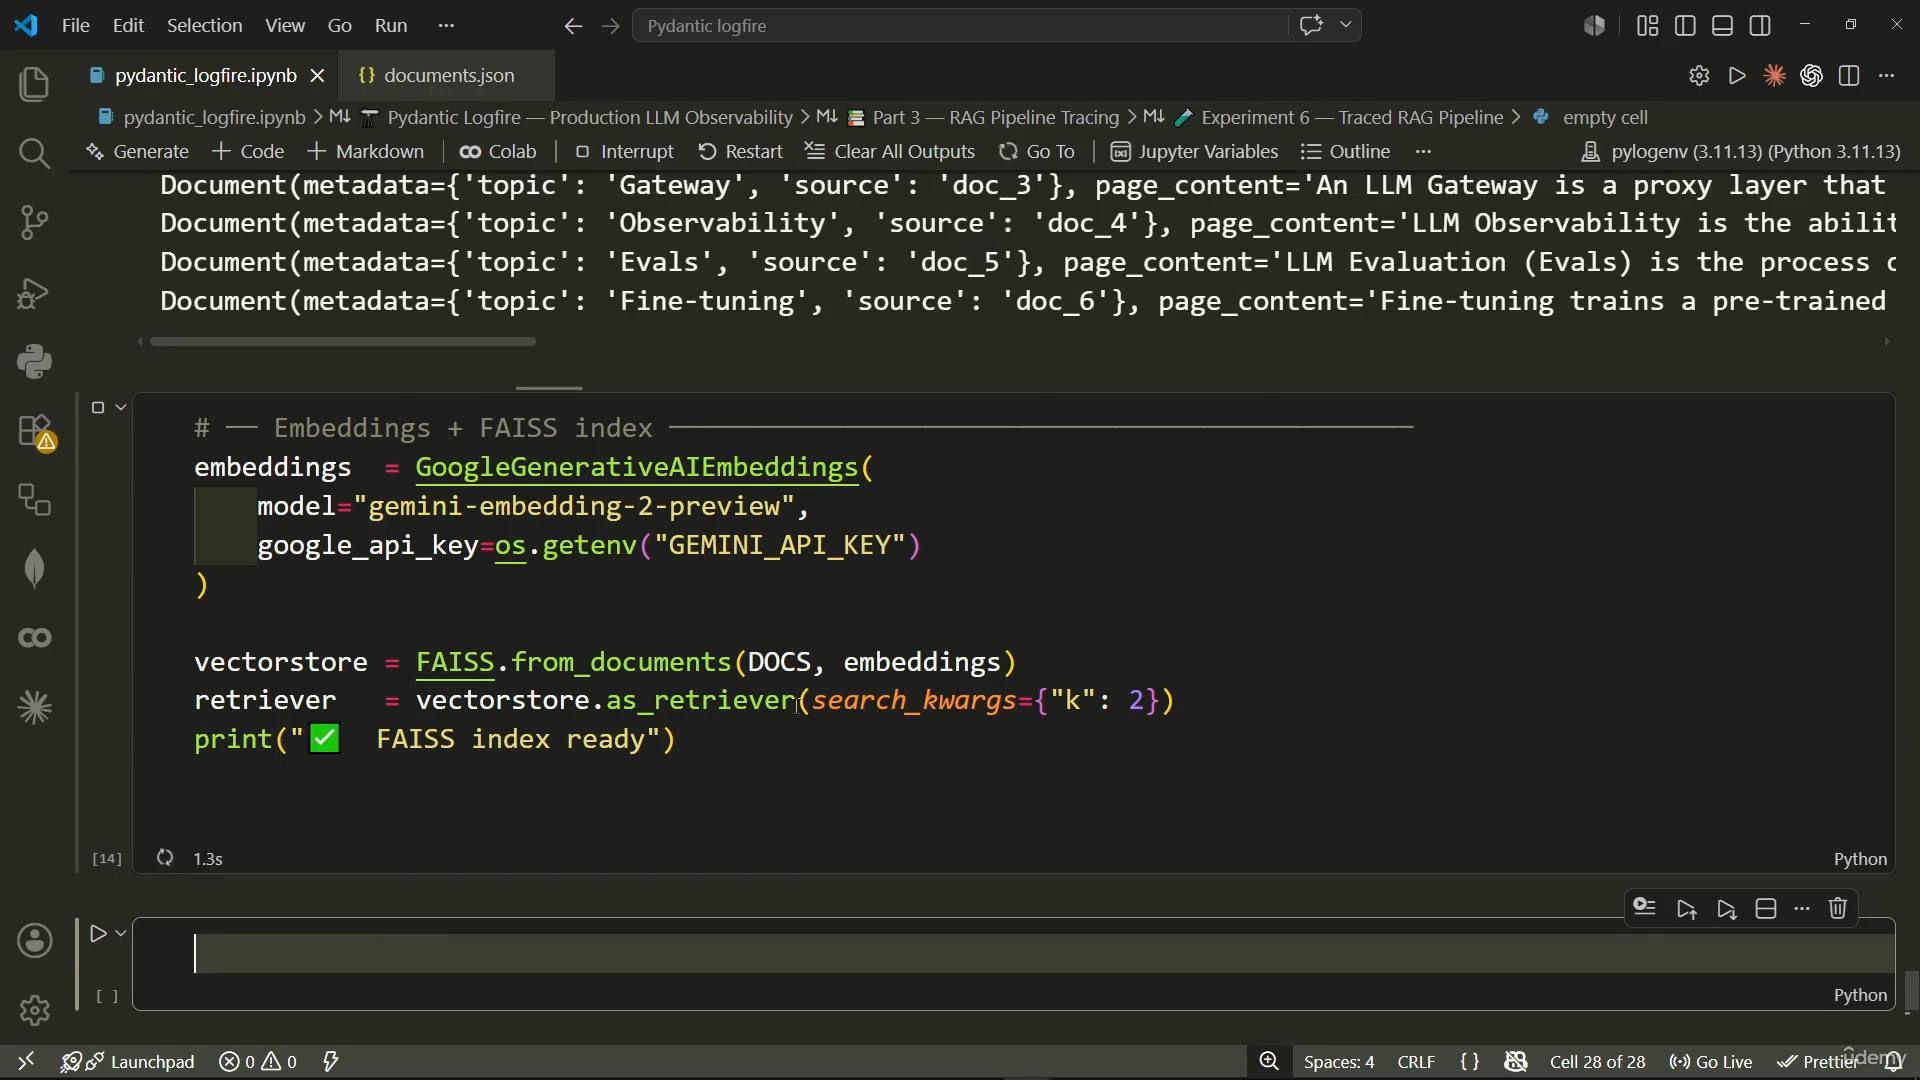 File Edit Selection View Go Run ··· Pydantic logfire
pydantic_logfire.ipynb {} documents.json
pydantic_logfire.ipynb > M↓ Pydantic Logfire — Production LLM Observability > M↓ Part 3 — RAG Pipeline Tracing > M↓ Experiment 6 — Traced RAG Pipeline > empty cell
Generate + Code + Markdown Colab Interrupt Restart Clear All Outputs Go To Jupyter Variables Outline ··· pylogenv (3.11.13) (Python 3.11.13)
Document(metadata={'topic': 'Gateway', 'source': 'doc_3'}, page_content='An LLM Gateway is a proxy layer that
Document(metadata={'topic': 'Observability', 'source': 'doc_4'}, page_content='LLM Observability is the abilit
Document(metadata={'topic': 'Evals', 'source': 'doc_5'}, page_content='LLM Evaluation (Evals) is the process
Document(metadata={'topic': 'Fine-tuning', 'source': 'doc_6'}, page_content='Fine-tuning trains a pre-trained
# ── Embeddings + FAISS index ───────────────────────────────────────────────
embeddings = GoogleGenerativeAIEmbeddings(
model="gemini-embedding-2-preview",
google_api_key=os.getenv("GEMINI_API_KEY")
)
vectorstore = FAISS.from_documents(DOCS, embeddings)
retriever = vectorstore.as_retriever(search_kwargs={"k": 2})
print("✅ FAISS index ready")
[14] 1.3s Python
[ ] Python
Launchpad 0 0 Spaces: 4 CRLF {} Cell 28 of 28 Go Live Prettier
udemy